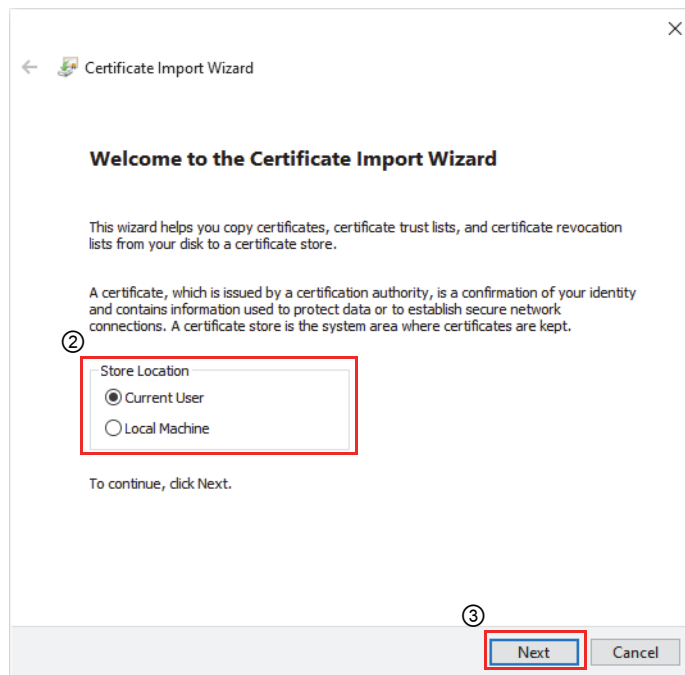 Certificate Import Wizard
Welcome to the Certificate Import Wizard
This wizard helps you copy certificates, certificate trust lists, and certificate revocation
lists from your disk to a certificate store.
A certificate, which is issued by a certification authority, is a confirmation of your identity
and contains information used to protect data or to establish secure network
connections. A certificate store is the system area where certificates are kept.
②
Store Location
Current User
Local Machine
To continue, click Next.
③
Next
Cancel